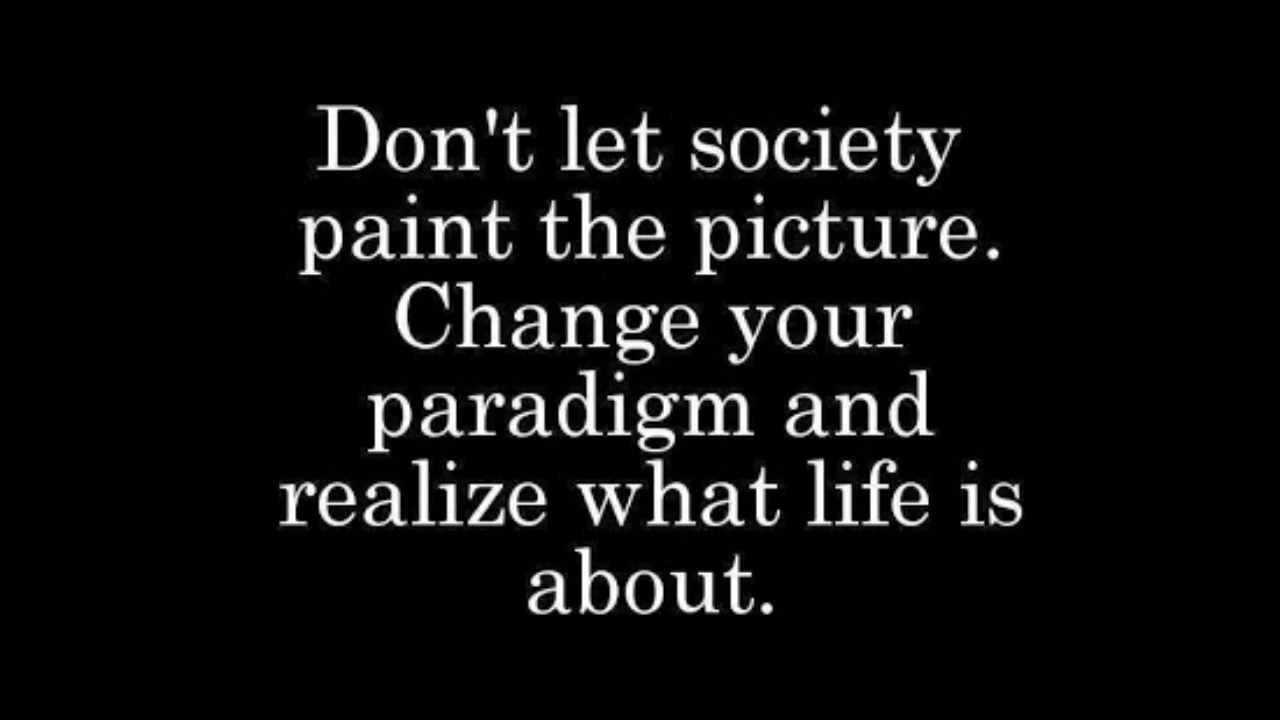 Don't let society
paint the picture.
Change your
paradigm and
realize what life is
about.